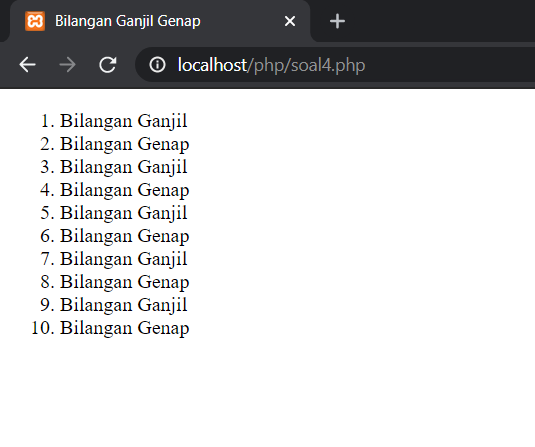 Bilangan Ganjil Genap
localhost/php/soal4.php
1. Bilangan Ganjil
2. Bilangan Genap
3. Bilangan Ganjil
4. Bilangan Genap
5. Bilangan Ganjil
6. Bilangan Genap
7. Bilangan Ganjil
8. Bilangan Genap
9. Bilangan Ganjil
10. Bilangan Genap